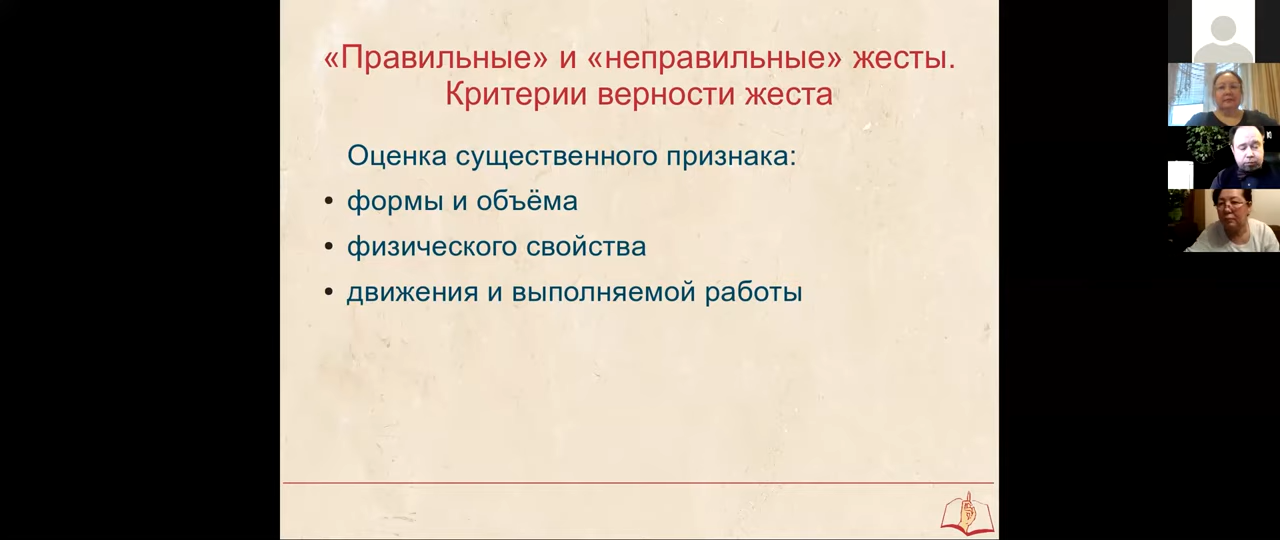 «Правильные» и «неправильные» жесты.
Критерии верности жеста
Оценка существенного признака:
• формы и объёма
• физического свойства
• движения и выполняемой работы